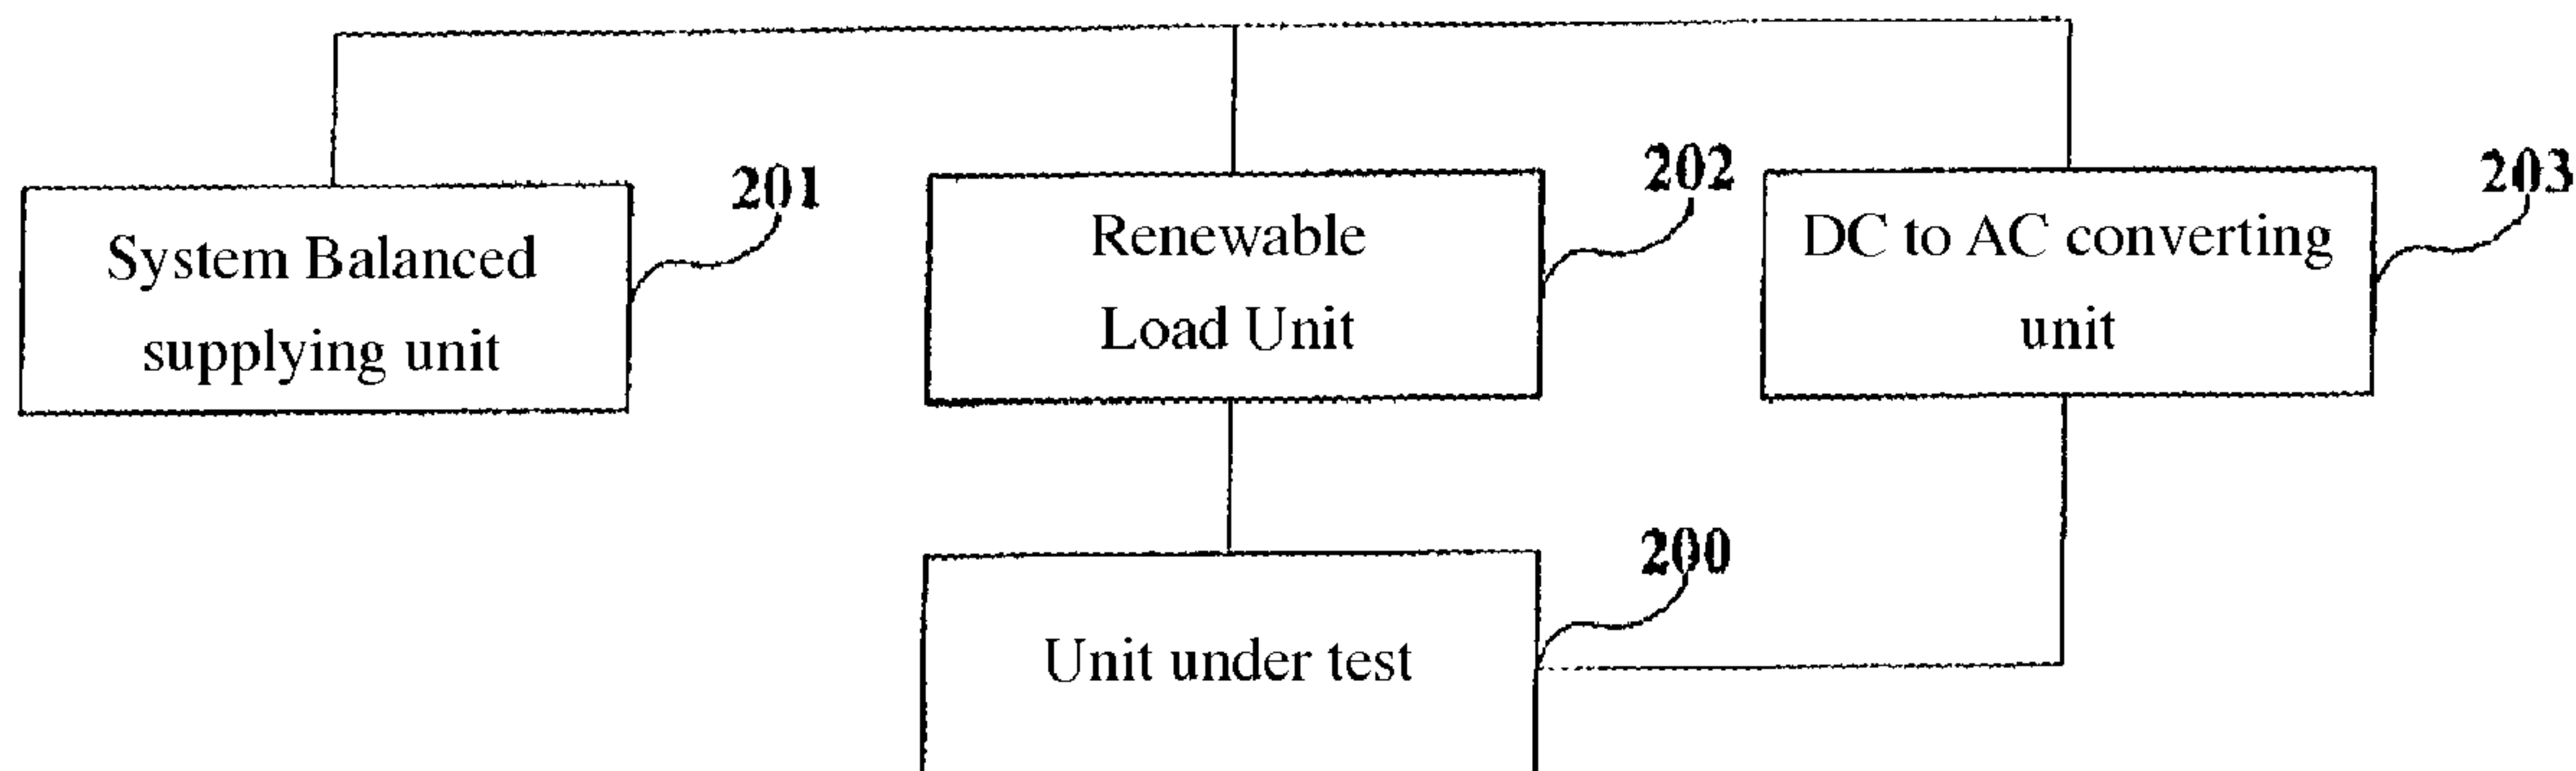 201
System Balanced
supplying unit
202
Renewable
Load Unit
203
DC to AC converting
unit
200
Unit under test